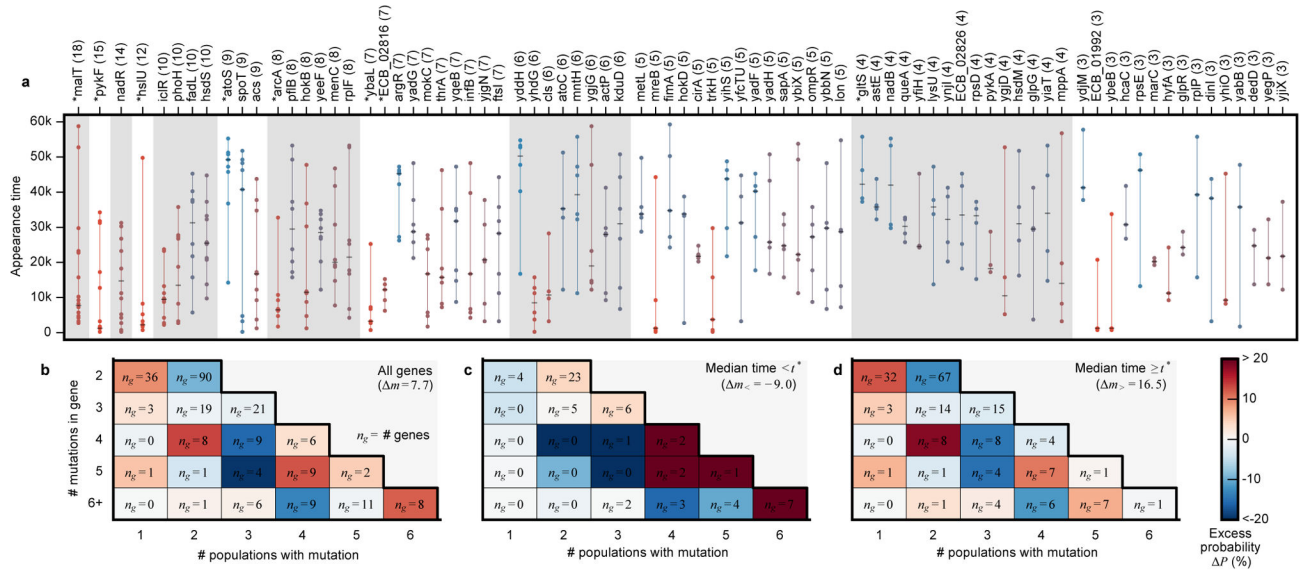 a
*malT (18)
*pykF (15)
nadR (14)
*hslU (12)
iclR (10)
phoH (10)
fadL (10)
hsdS (10)
*atoS (9)
spoT (9)
acs (9)
*arcA (8)
pflB (8)
hokB (8)
yeeF (8)
menC (8)
rplF (8)
*ybaL (7)
*ECB_02816 (7)
argR (7)
yadG (7)
mokC (7)
thrA (7)
yqeB (7)
infB (7)
yjgN (7)
ftsI (7)
yddH (6)
yhdG (6)
cls (6)
atoC (6)
mntH (6)
yqjG (6)
actP (6)
kduD (6)
metL (5)
mreB (5)
fimA (5)
hokD (5)
cirA (5)
trkH (5)
yihS (5)
yfcTU (5)
yadF (5)
yadH (5)
sapA (5)
ybiX (5)
ompR (5)
ybbN (5)
lon (5)
*gltS (4)
astE (4)
nadB (4)
queA (4)
yfiH (4)
lysU (4)
ynjI (4)
ECB_02826 (4)
rpsD (4)
pykA (4)
ygjD (4)
hsdM (4)
glpG (4)
yiaT (4)
mppA (4)
ydjM (3)
ECB_01992 (3)
ybeB (3)
hcaC (3)
rpsE (3)
marC (3)
hyfA (3)
glpR (3)
rplP (3)
dinI (3)
yhiO (3)
yabB (3)
dedD (3)
yegP (3)
yjiX (3)
Appearance time
60k
50k
40k
30k
20k
10k
0
b
All genes
(Δm = 7.7)
# mutations in gene
2
n_g = 36
n_g = 90
3
n_g = 3
n_g = 19
n_g = 21
4
n_g = 0
n_g = 8
n_g = 9
n_g = 6
n_g = # genes
5
n_g = 1
n_g = 1
n_g = 4
n_g = 9
n_g = 2
6+
n_g = 0
n_g = 1
n_g = 6
n_g = 9
n_g = 11
n_g = 8
1 2 3 4 5 6
# populations with mutation
c
Median time < t*
(Δm_< = −9.0)
n_g = 4
n_g = 23
n_g = 0
n_g = 5
n_g = 6
n_g = 0
n_g = 0
n_g = 1
n_g = 2
n_g = 0
n_g = 0
n_g = 0
n_g = 2
n_g = 1
n_g = 0
n_g = 0
n_g = 2
n_g = 3
n_g = 4
n_g = 7
1 2 3 4 5 6
# populations with mutation
d
Median time ≥ t*
(Δm_> = 16.5)
n_g = 32
n_g = 67
n_g = 3
n_g = 14
n_g = 15
n_g = 0
n_g = 8
n_g = 8
n_g = 4
n_g = 1
n_g = 1
n_g = 4
n_g = 7
n_g = 1
n_g = 0
n_g = 1
n_g = 4
n_g = 6
n_g = 7
n_g = 1
1 2 3 4 5 6
# populations with mutation
> 20
10
0
-10
<-20
Excess
probability
ΔP (%)